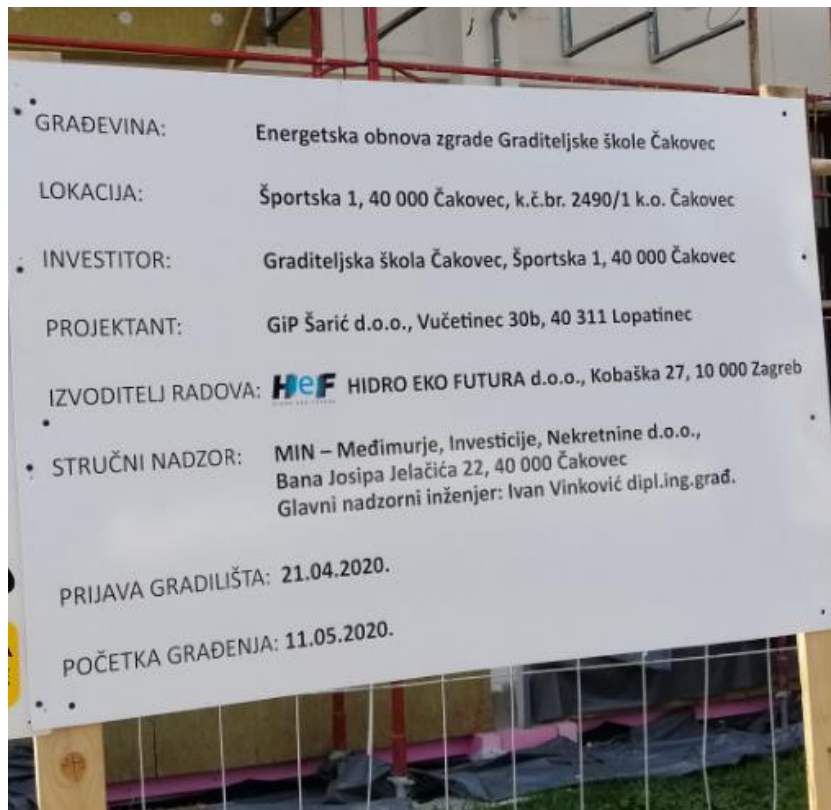 GRAĐEVINA: Energetska obnova zgrade Graditeljske škole Čakovec
LOKACIJA: Športska 1, 40 000 Čakovec, k.č.br. 2490/1 k.o. Čakovec
INVESTITOR: Graditeljska škola Čakovec, Športska 1, 40 000 Čakovec
PROJEKTANT: GiP Šarić d.o.o., Vučetinec 30b, 40 311 Lopatinec
IZVODITELJ RADOVA: HeF HIDRO EKO FUTURA d.o.o., Kobaška 27, 10 000 Zagreb
STRUČNI NADZOR: MIN – Međimurje, Investicije, Nekretnine d.o.o.,
Bana Josipa Jelačića 22, 40 000 Čakovec
Glavni nadzorni inženjer: Ivan Vinković dipl.ing.građ.
PRIJAVA GRADILIŠTA: 21.04.2020.
POČETKA GRAĐENJA: 11.05.2020.